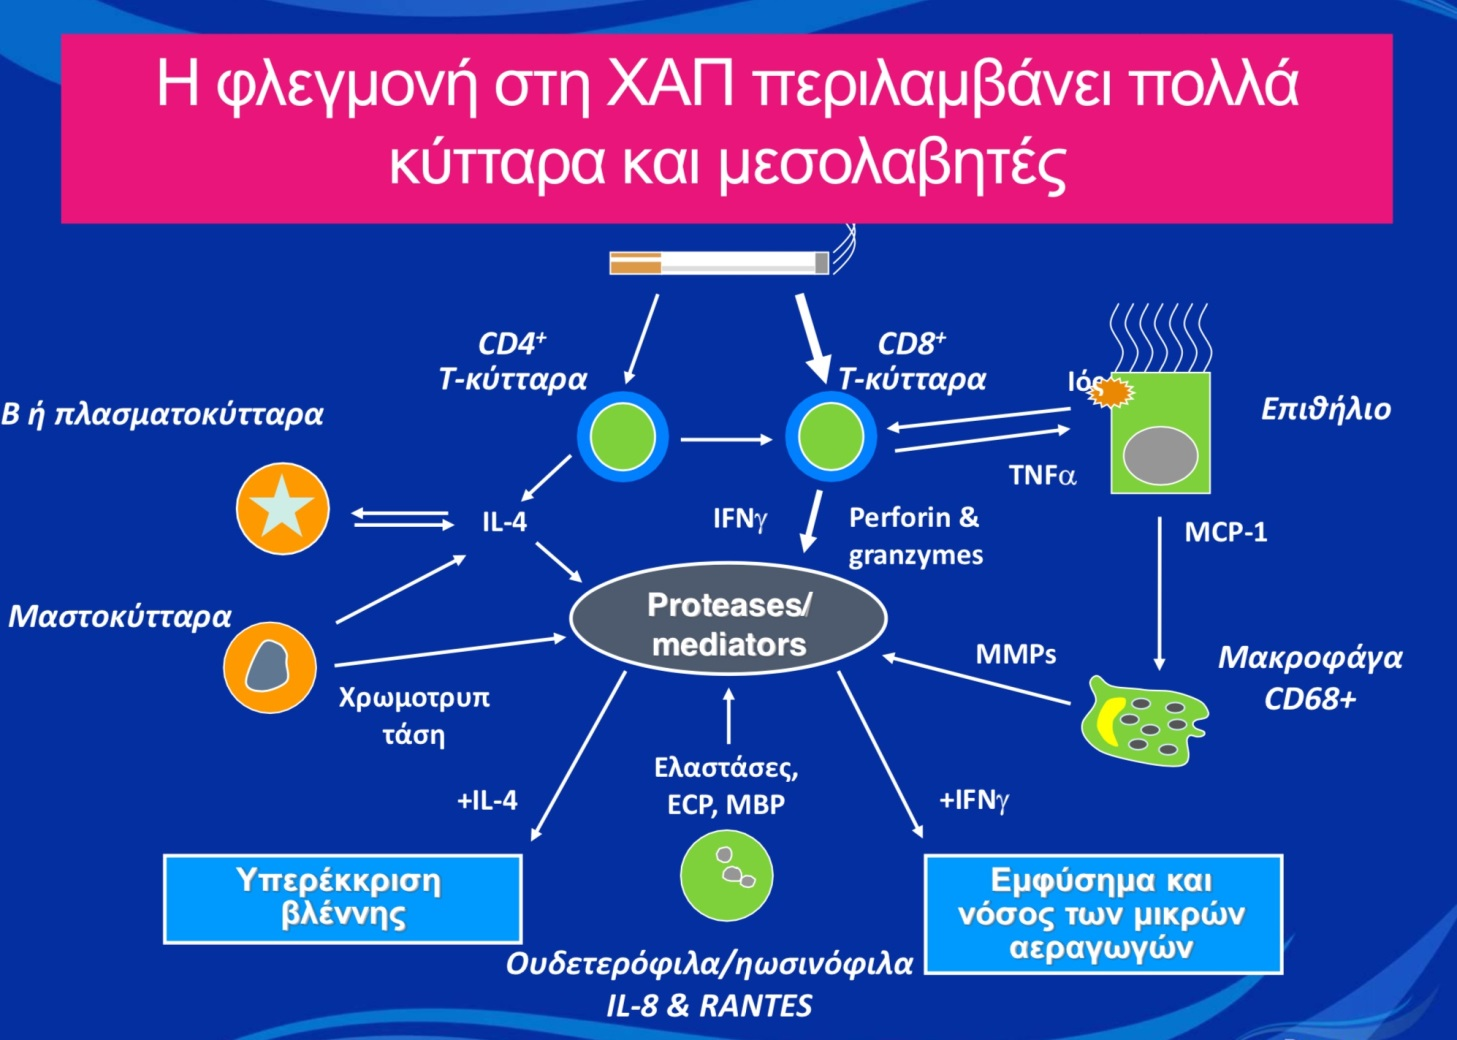 Η φλεγμονή στη ΧΑΠ περιλαμβάνει πολλά
κύτταρα και μεσολαβητές
CD4+
Τ-κύτταρα
CD8+
Τ-κύτταρα
Ιός
Επιθήλιο
Β ή πλασματοκύτταρα
TNFα
IL-4
IFNγ
Perforin &
granzymes
MCP-1
Μαστοκύτταρα
Proteases/
mediators
MMPs
Μακροφάγα
CD68+
Χρωμοτρυπ
τάση
Ελαστάσες,
ECP, MBP
+IL-4
+IFNγ
Υπερέκκριση
βλέννης
Εμφύσημα και
νόσος των μικρών
αεραγωγών
Ουδετερόφιλα/ηωσινόφιλα
IL-8 & RANTES